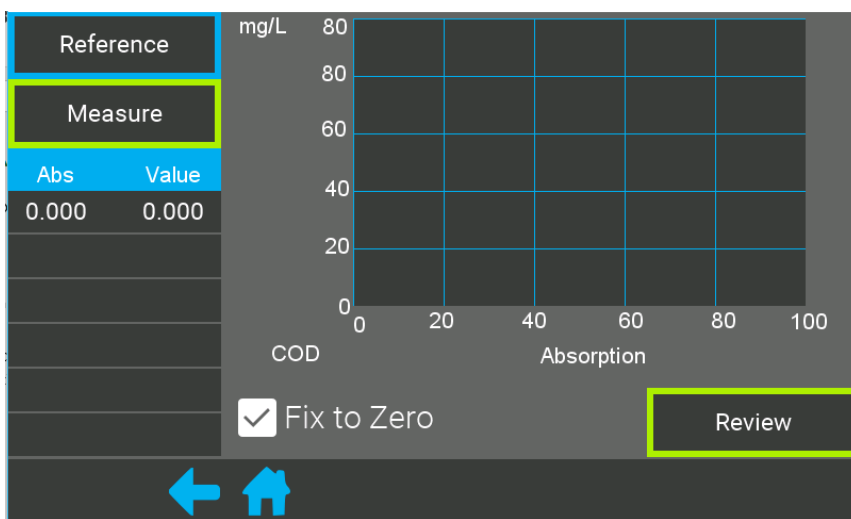 Reference
Measure
Abs Value
0.000 0.000
mg/L
80
80
60
40
20
0
0 20 40 60 80 100
COD
Absorption
Fix to Zero
Review